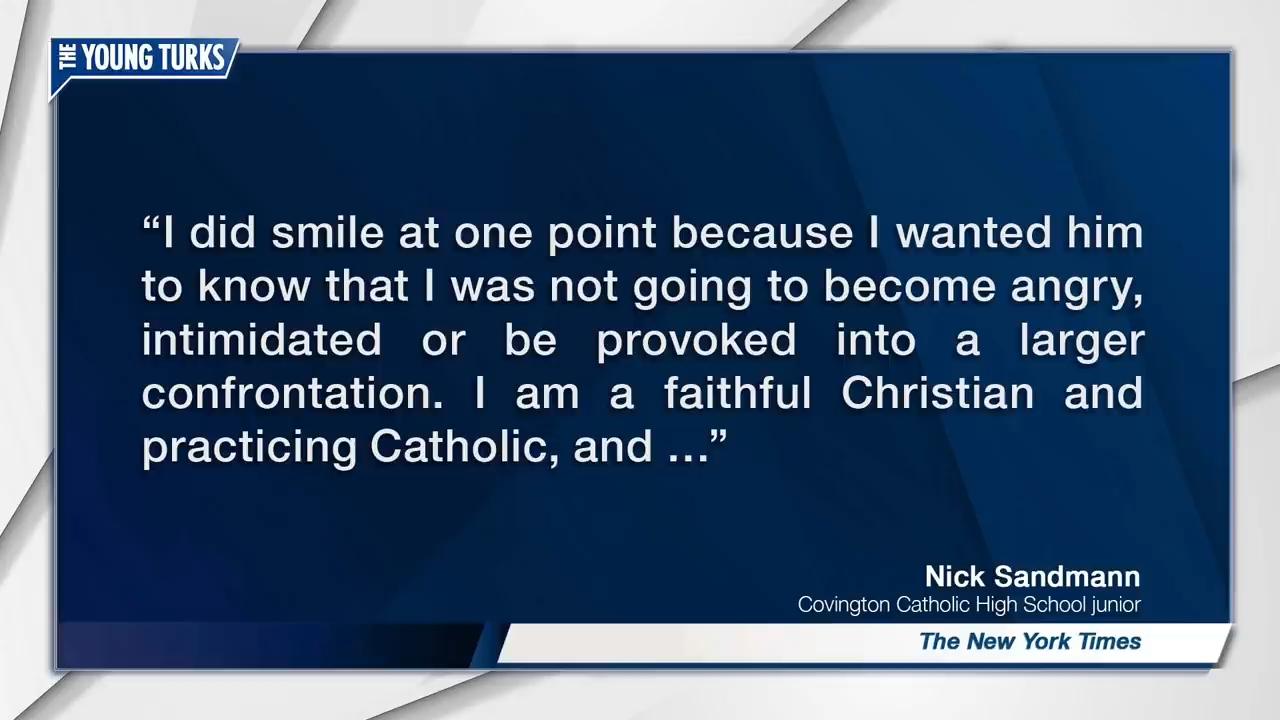 THE YOUNG TURKS
“I did smile at one point because I wanted him
to know that I was not going to become angry,
intimidated or be provoked into a larger
confrontation. I am a faithful Christian and
practicing Catholic, and ...”
Nick Sandmann
Covington Catholic High School junior
The New York Times